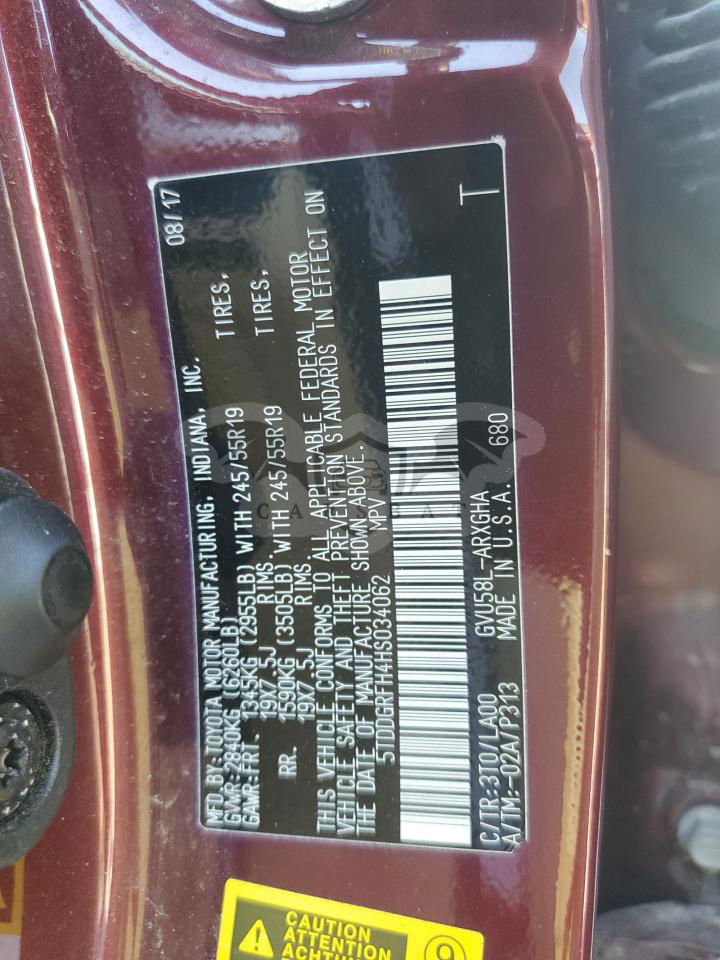 MFD.BY:TOYOTA MOTOR MANUFACTURING, INDIANA, INC. 08/17
GVWR:2840KG (6260LB)
GAWR:FRT. 1345KG (2955LB) WITH 245/55R19 TIRES,
19X7.5J RIMS
RR. 1590KG (3505LB) WITH 245/55R19 TIRES,
19X7.5J RIMS.
THIS VEHICLE CONFORMS TO ALL APPLICABLE FEDERAL MOTOR
VEHICLE SAFETY AND THEFT PREVENTION STANDARDS IN EFFECT ON
THE DATE OF MANUFACTURE SHOWN ABOVE.
5TDDGRFH4HS034062 MPV
C/TR:3T0/LA00 GVU58L-ARXGHA 680 T
A/TM:-02A/P313 MADE IN U.S.A.
CAUTION
ATTENTION
ACHTUNG